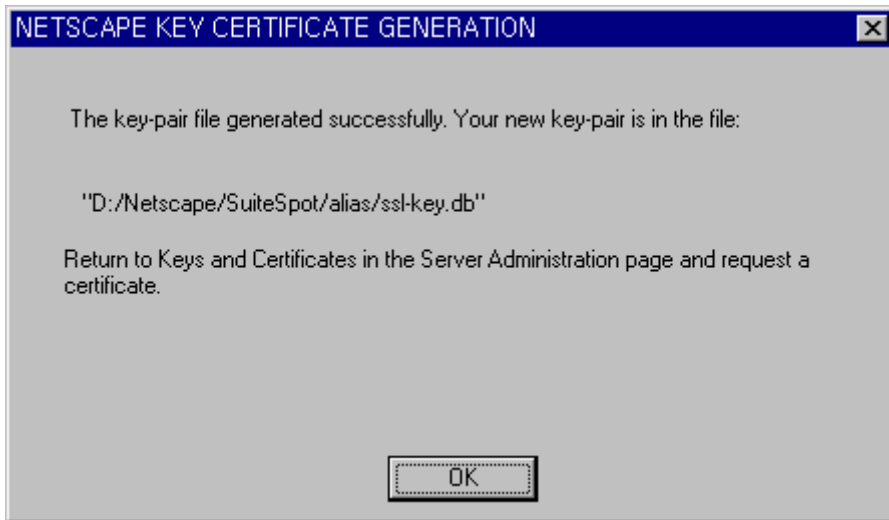 NETSCAPE KEY CERTIFICATE GENERATION
The key-pair file generated successfully. Your new key-pair is in the file:
"D:/Netscape/SuiteSpot/alias/ssl-key.db"
Return to Keys and Certificates in the Server Administration page and request a
certificate.
OK